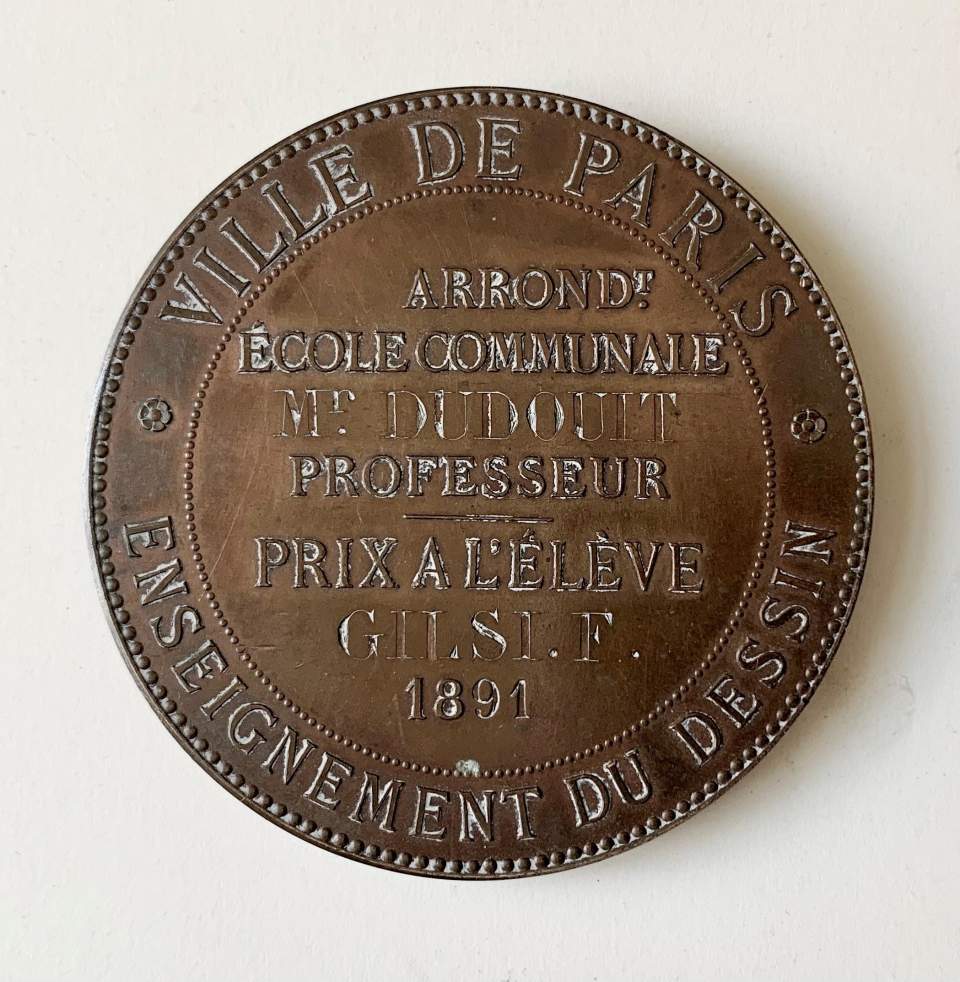 VILLE DE PARIS
ARRONDT.
ÉCOLE COMMUNALE
Mr. DUDOUIT
PROFESSEUR
PRIX A L'ÉLÈVE
GILSI. F.
1891
ENSEIGNEMENT DU DESSIN